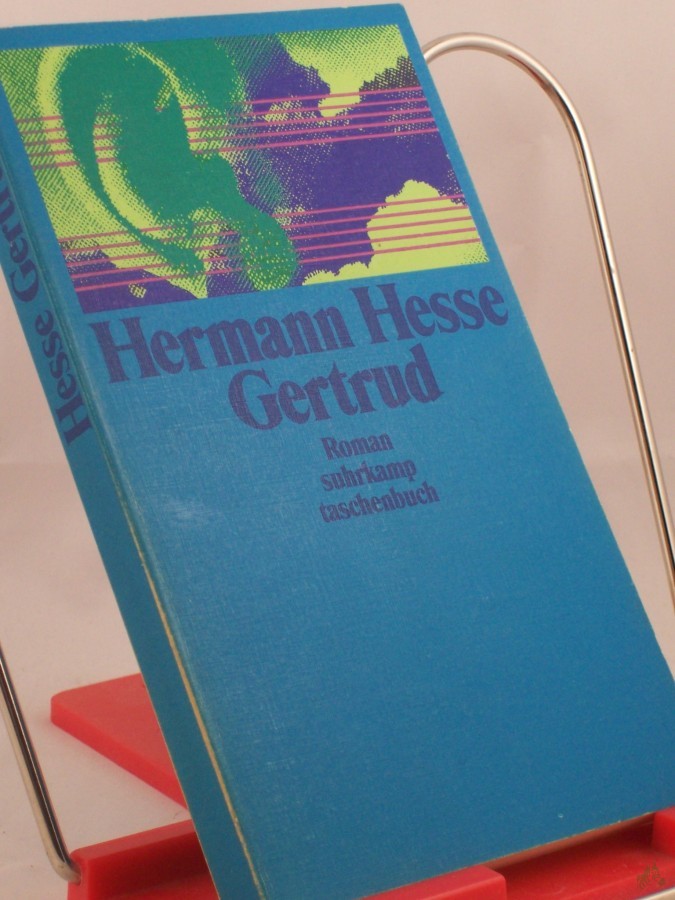 Hermann Hesse
Gertrud
Roman
suhrkamp
taschenbuch
Hesse Gertrud